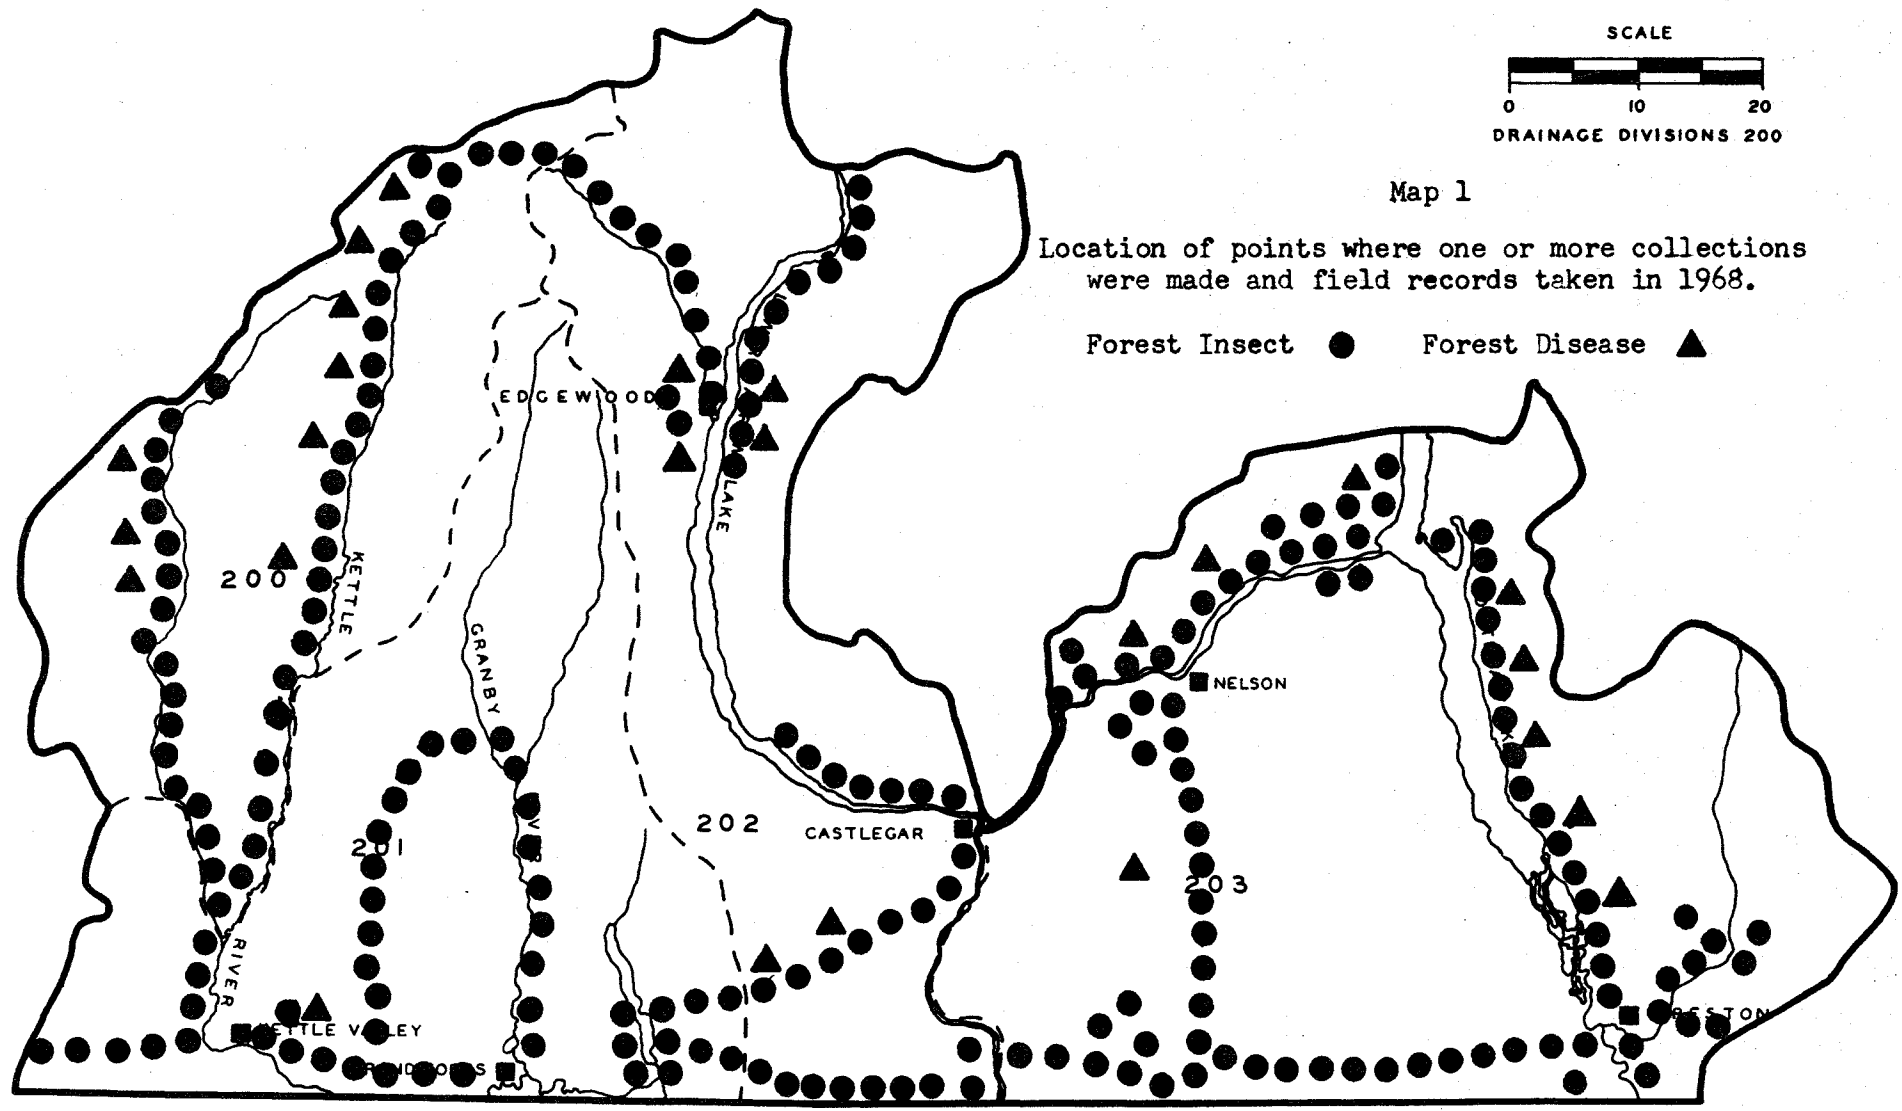 SCALE
0 10 20
DRAINAGE DIVISIONS 200
Map 1
Location of points where one or more collections
were made and field records taken in 1968.
Forest Insect
Forest Disease
EDGEWOOD
LAKE
200
KETTLE
GRANBY
NELSON
201
202
CASTLEGAR
203
RIVER
VALLEY